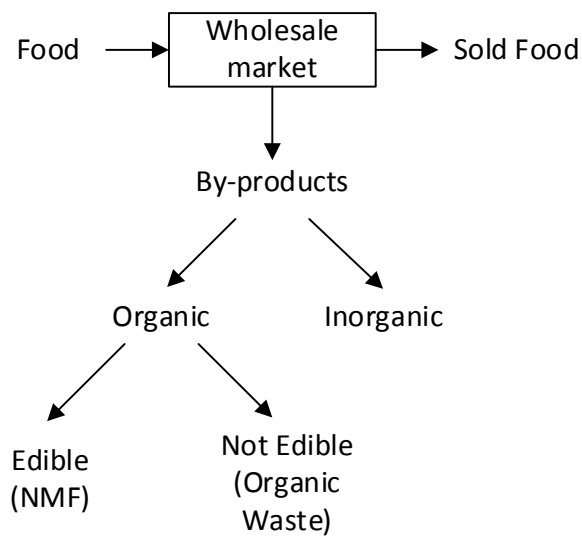 Food
Wholesale
market
Sold Food
By-products
Organic
Inorganic
Edible
(NMF)
Not Edible
(Organic
Waste)